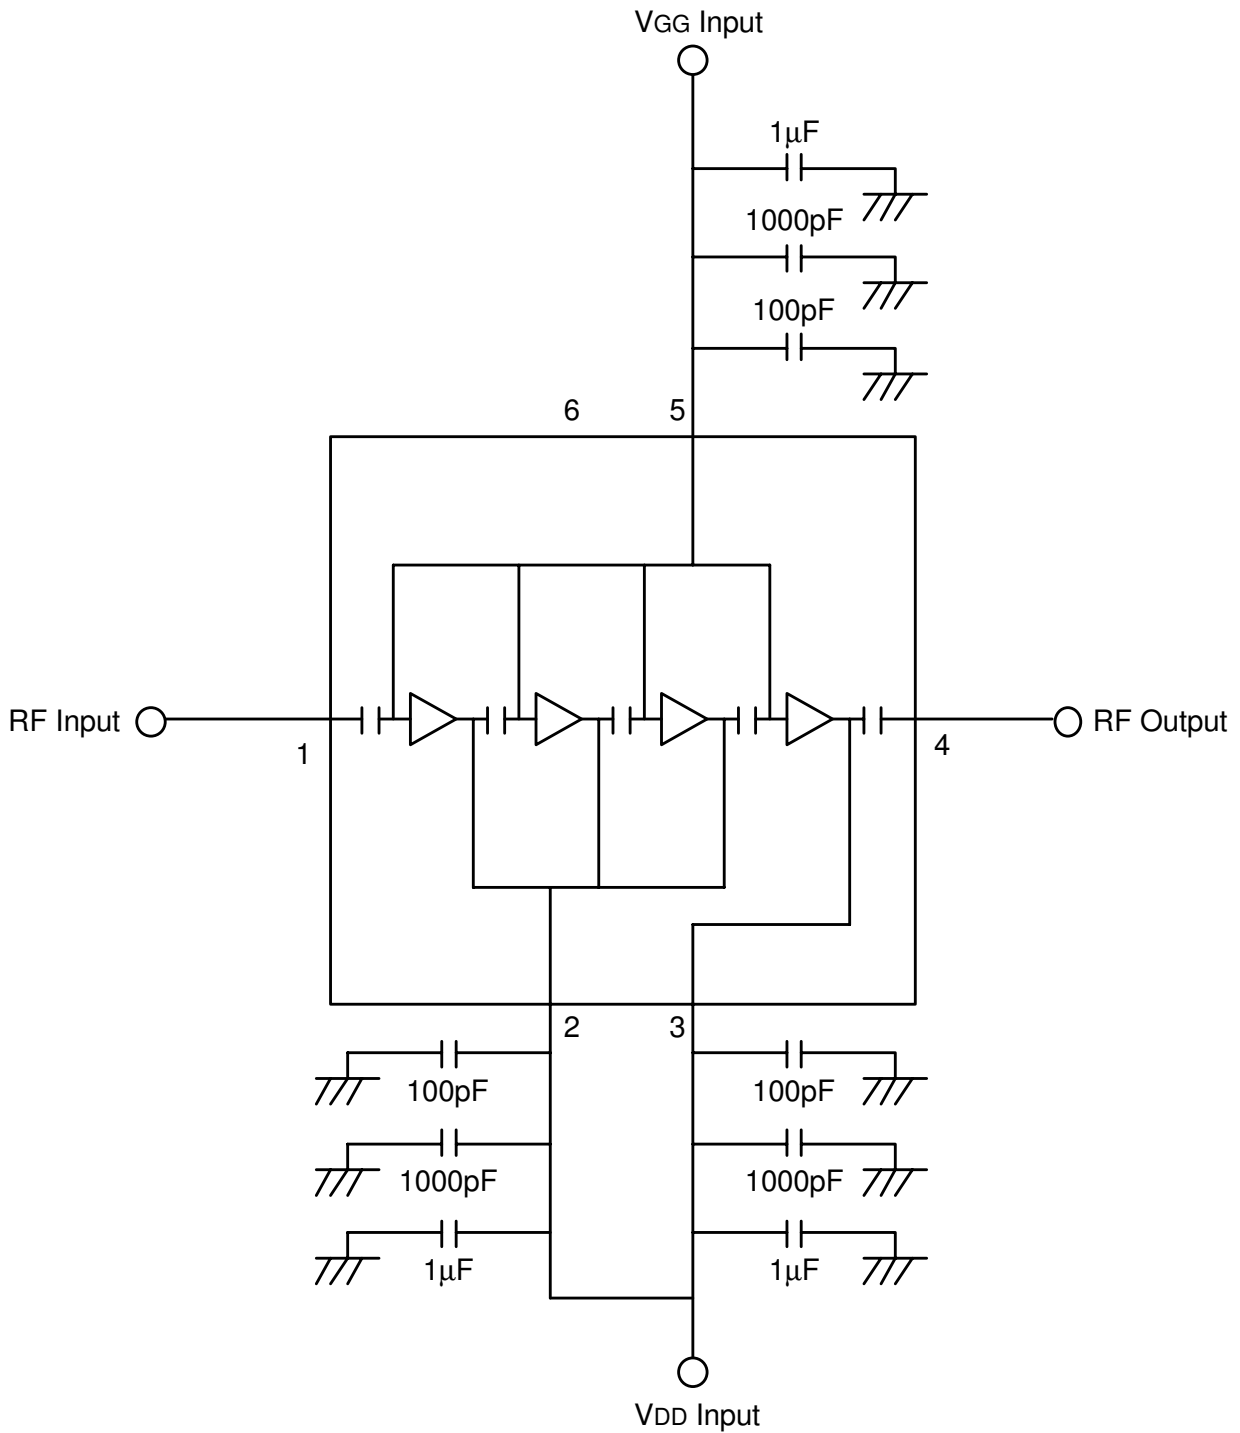 VGG Input
1μF
1000pF
100pF
6 5
RF Input
1
4
RF Output
2 3
100pF 100pF
1000pF 1000pF
1μF 1μF
VDD Input